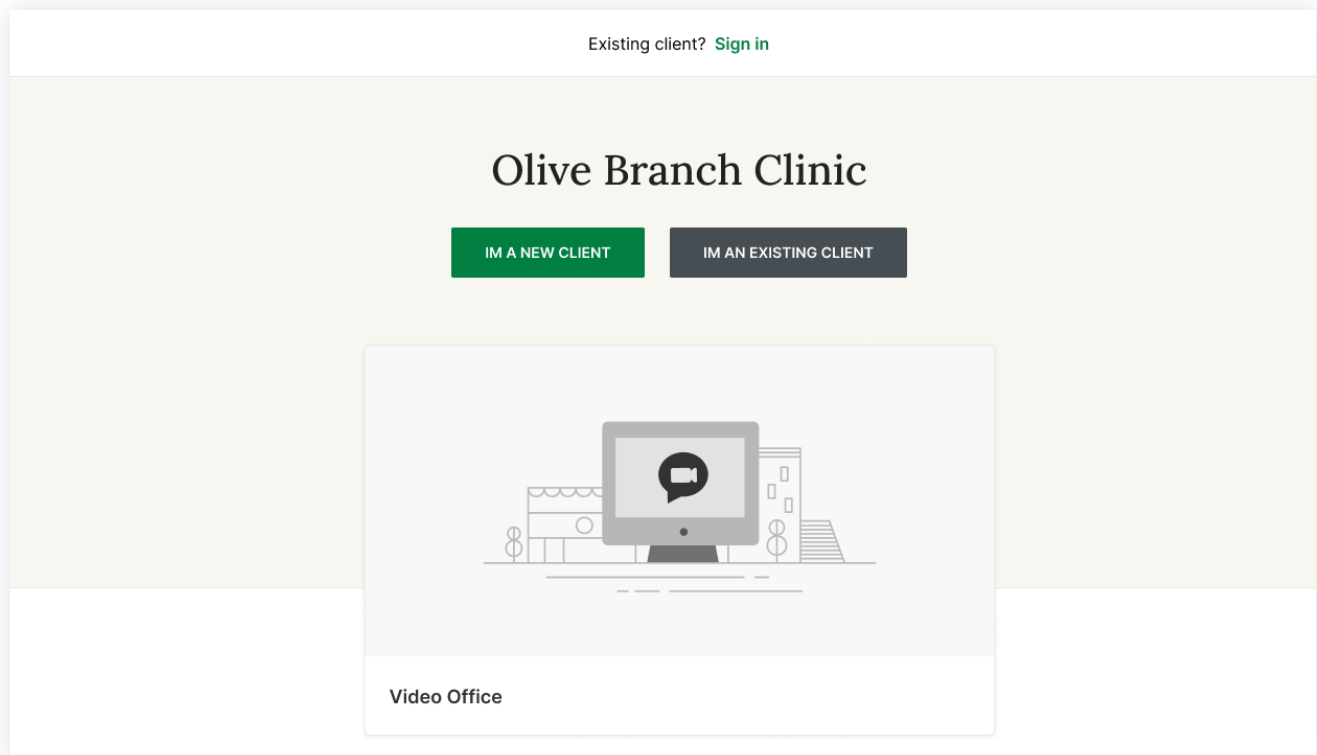 Existing client? Sign in
Olive Branch Clinic
IM A NEW CLIENT
IM AN EXISTING CLIENT
Video Office